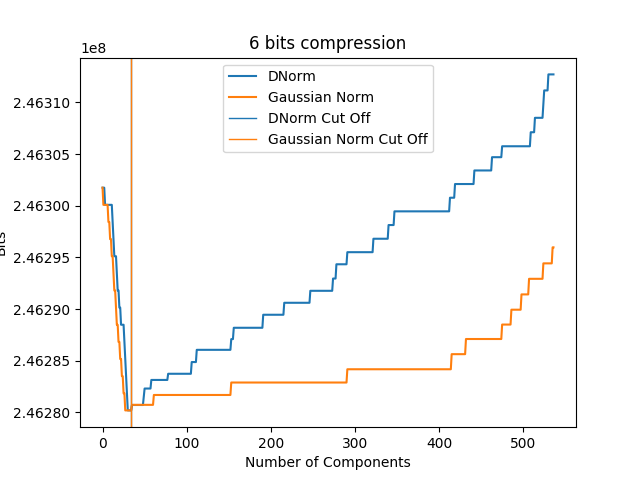 6 bits compression
1e8
2.46310
2.46305
2.46300
2.46295
2.46290
2.46285
2.46280
Bits
DNorm
Gaussian Norm
DNorm Cut Off
Gaussian Norm Cut Off
0 100 200 300 400 500
Number of Components